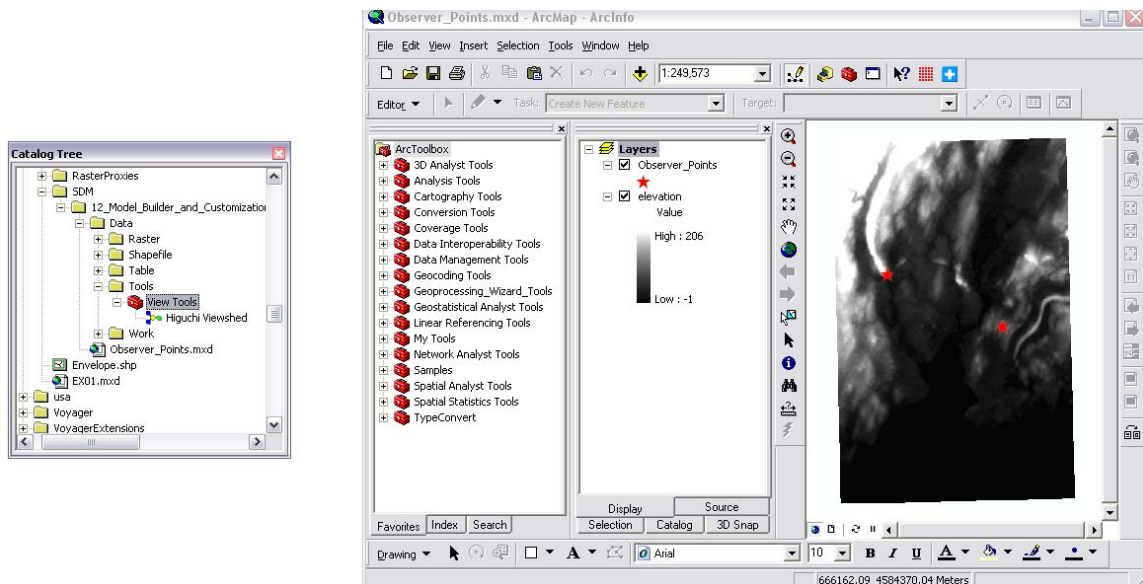 Catalog Tree
RasterProxies
SDM
12_Model_Builder_and_Customization
Data
Raster
Shapefile
Table
Tools
View Tools
Higuchi Viewshed
Work
Observer_Points.mxd
Envelope.shp
EX01.mxd
usa
Voyager
VoyagerExtensions
Observer_Points.mxd - ArcMap - ArcInfo
File Edit View Insert Selection Tools Window Help
1:249,573
Editor Task: Create New Feature Target:
ArcToolbox
3D Analyst Tools
Analysis Tools
Cartography Tools
Conversion Tools
Coverage Tools
Data Interoperability Tools
Data Management Tools
Geocoding Tools
Geoprocessing_Wizard_Tools
Geostatistical Analyst Tools
Linear Referencing Tools
My Tools
Network Analyst Tools
Samples
Spatial Analyst Tools
Spatial Statistics Tools
TypeConvert
Favorites Index Search
Layers
Observer_Points
elevation
Value
High : 206
Low : -1
Display Source
Selection Catalog 3D Snap
Drawing A Arial 10 B I U A
666162.09 4584370.04 Meters